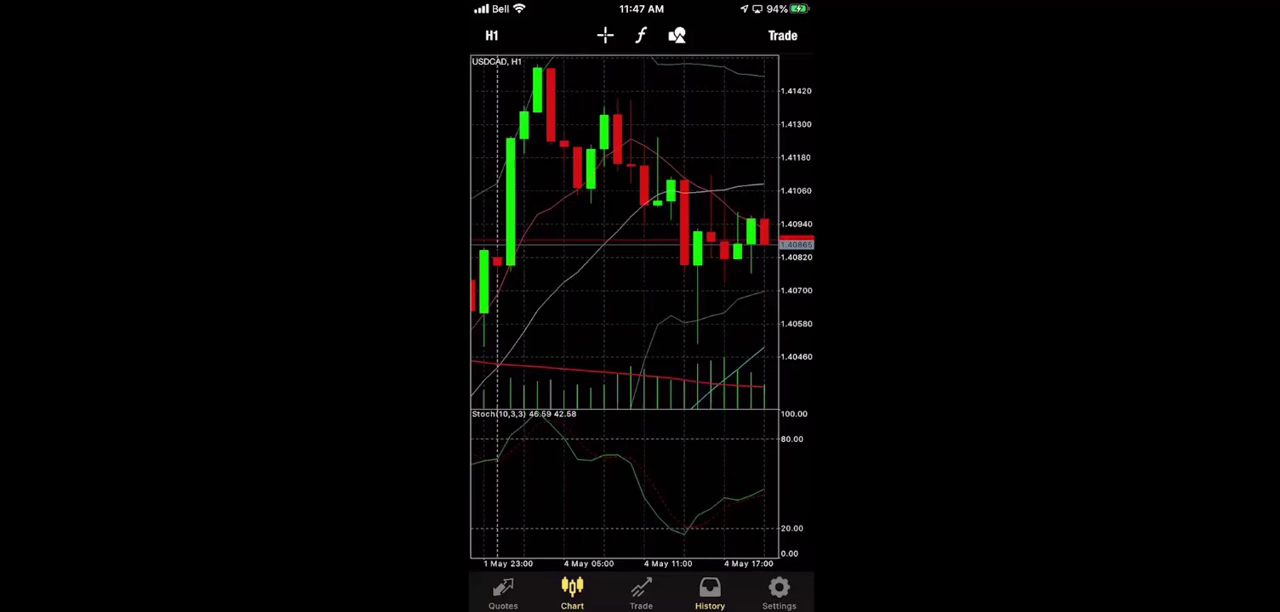 Bell 11:47 AM 94%
H1 f Trade
USDCAD, H1
1.41420
1.41300
1.41180
1.41060
1.40940
1.40865
1.40820
1.40700
1.40580
1.40460
Stoch(10,3,3) 46.59 42.58
100.00
80.00
20.00
0.00
1 May 23:00 4 May 05:00 4 May 11:00 4 May 17:00
Quotes Chart Trade History Settings